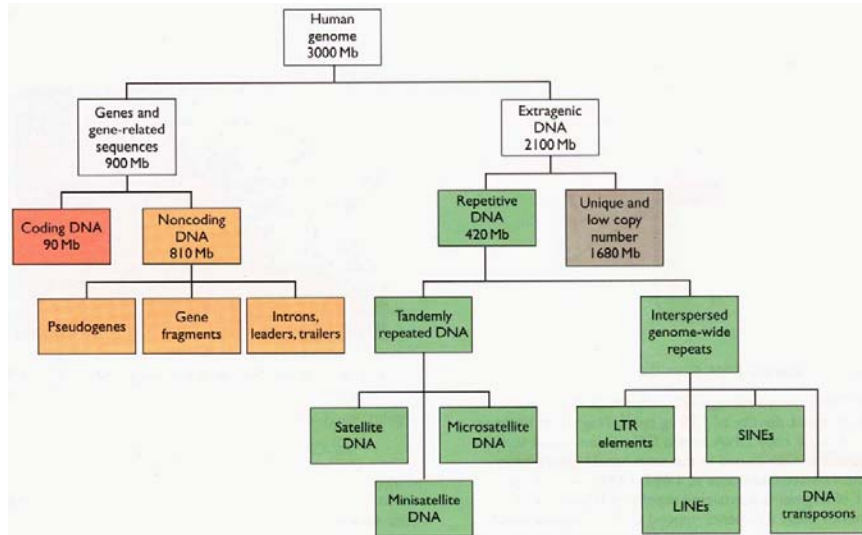 Human
genome
3000 Mb
Genes and
gene-related
sequences
900 Mb
Extragenic
DNA
2100 Mb
Coding DNA
90 Mb
Noncoding
DNA
810 Mb
Repetitive
DNA
420 Mb
Unique and
low copy
number
1680 Mb
Pseudogenes
Gene
fragments
Introns,
leaders, trailers
Tandemly
repeated DNA
Interspersed
genome-wide
repeats
Satellite
DNA
Microsatellite
DNA
Minisatellite
DNA
LTR
elements
SINEs
LINEs
DNA
transposons